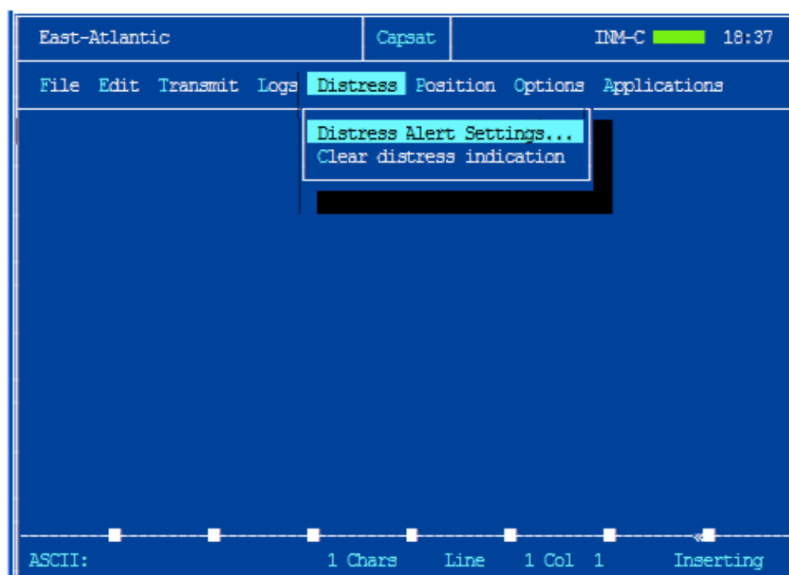 East-Atlantic Capsat INM-C 18:37
File Edit Transmit Logs Distress Position Options Applications
Distress Alert Settings...
Clear distress indication
ASCII: 1 Chars Line 1 Col 1 Inserting